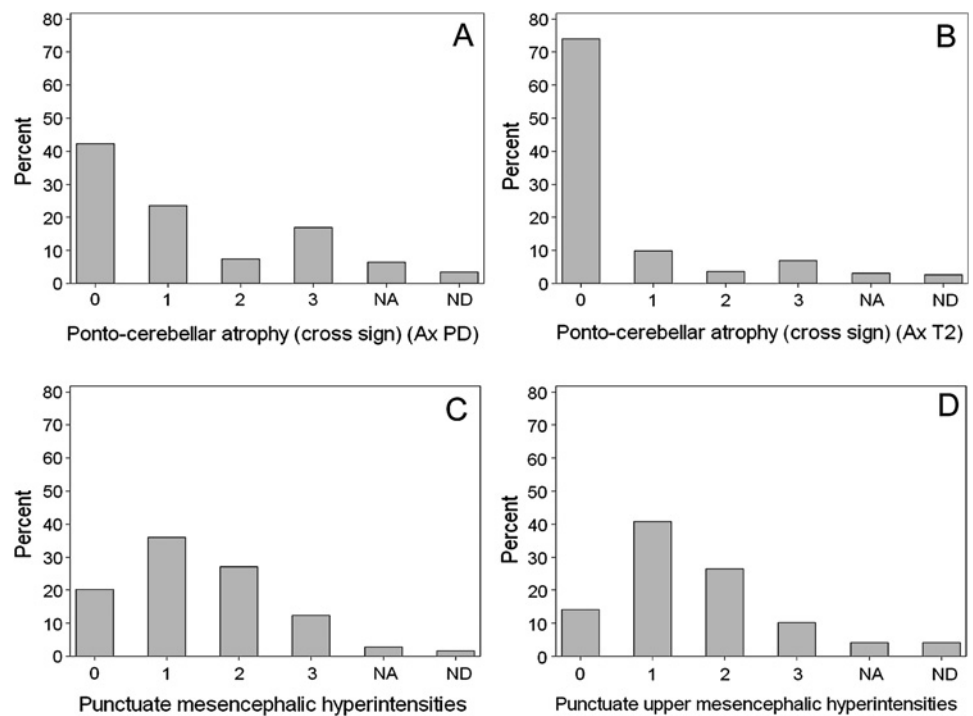 A
80
70
60
50
40
30
20
10
0
Percent
0 1 2 3 NA ND
Ponto-cerebellar atrophy (cross sign) (Ax PD)
B
80
70
60
50
40
30
20
10
0
Percent
0 1 2 3 NA ND
Ponto-cerebellar atrophy (cross sign) (Ax T2)
C
80
70
60
50
40
30
20
10
0
Percent
0 1 2 3 NA ND
Punctuate mesencephalic hyperintensities
D
80
70
60
50
40
30
20
10
0
Percent
0 1 2 3 NA ND
Punctuate upper mesencephalic hyperintensities